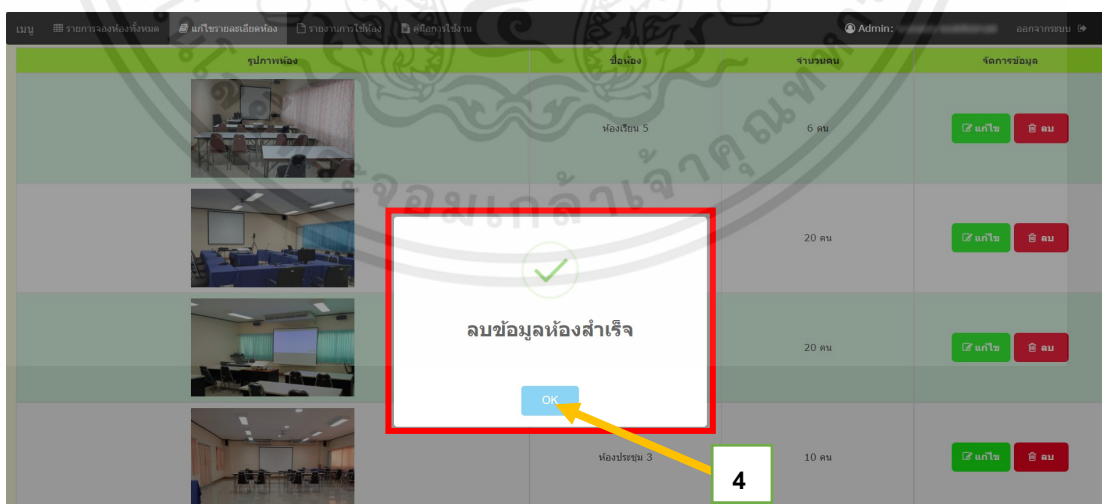 เมนู รายการจองห้องทั้งหมด แก้ไขรายละเอียดห้อง รายงานการใช้ห้อง คู่มือการใช้งาน Admin: ออกจากระบบ
รูปภาพห้อง ชื่อห้อง จำนวนคน จัดการข้อมูล
ห้องเรียน 5 6 คน แก้ไข ลบ
20 คน แก้ไข ลบ
ลบข้อมูลห้องสำเร็จ
20 คน แก้ไข ลบ
OK
ห้องประชุม 3 10 คน แก้ไข ลบ
4